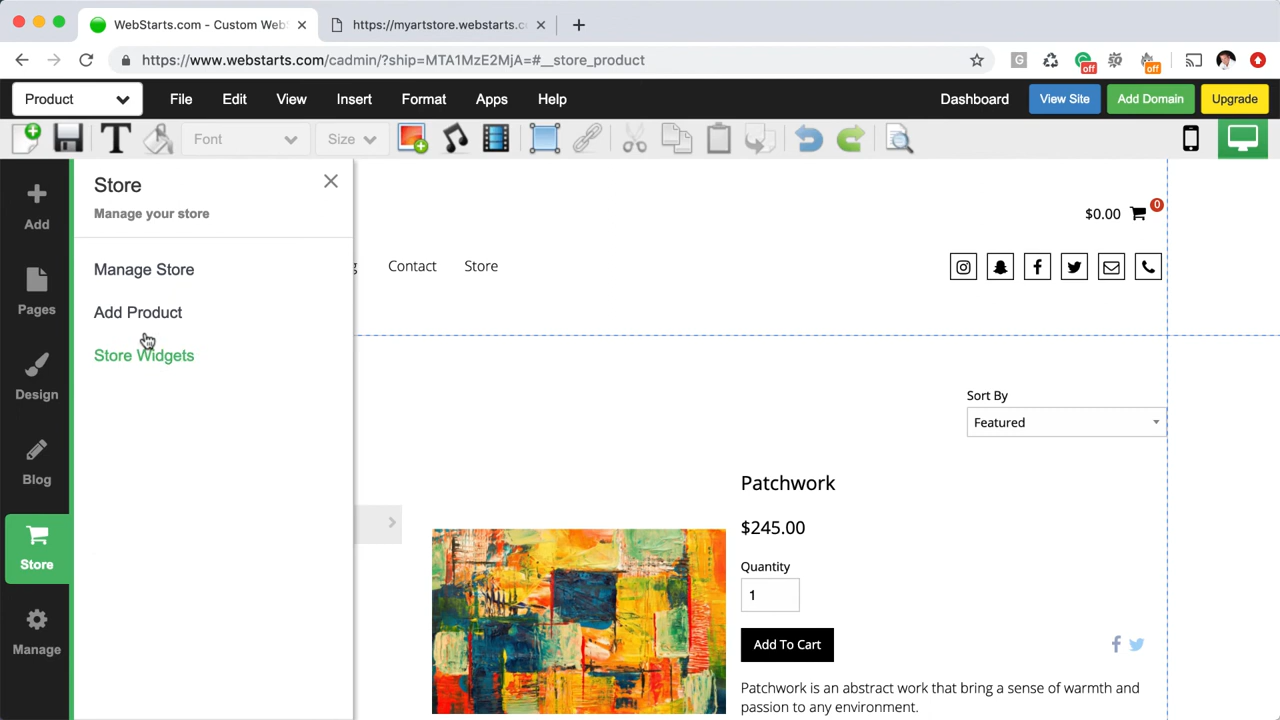 WebStarts.com - Custom Web
https://myartstore.webstarts.c
https://www.webstarts.com/cadmin/?ship=MTA1MzE2MjA=#__store_product
off
off
Product
File
Edit
View
Insert
Format
Apps
Help
Dashboard
View Site
Add Domain
Upgrade
T
Font
Size
Add
Pages
Design
Blog
Store
Manage
Store
Manage your store
Manage Store
Add Product
Store Widgets
$0.00
0
g
Contact
Store
Sort By
Featured
Patchwork
$245.00
Quantity
1
Add To Cart
Patchwork is an abstract work that bring a sense of warmth and
passion to any environment.